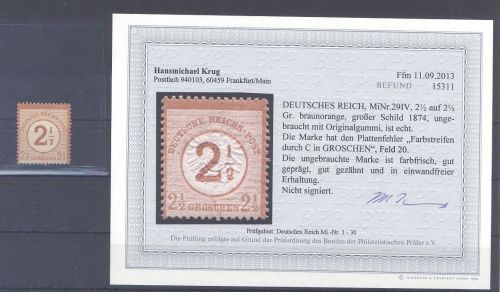 Hansmichael Krug
Postfach 940103, 60459 Frankfurt/Main
Ffm 11.09.2013
BEFUND 15311
DEUTSCHES REICH, MiNr.29IV, 2½ auf 2½
Gr. braunorange, großer Schild 1874, unge-
braucht mit Originalgummi, ist echt.
Die Marke hat den Plattenfehler „Farbstreifen
durch C in GROSCHEN", Feld 20.
Die ungebrauchte Marke ist farbfrisch, gut
geprägt, gut gezähnt und in einwandfreier
Erhaltung.
Nicht signiert.
DEUTSCHE REICHS-POST
2½
2½ GROSCHEN 2½
2½
Prüfgebiet: Deutsches Reich Mi.-Nr. 1 - 30
Die Prüfung erfolgte auf Grund der Prüfordnung des Bundes der Philatelistischen Prüfer e.V.